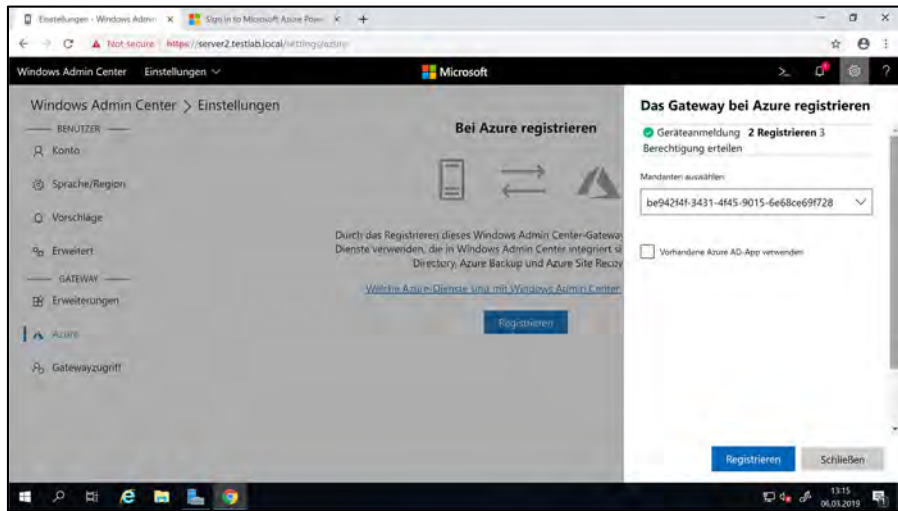 Einstellungen - Windows Admin
Sign in to Microsoft Azure Power
Not secure
https://server2.testlab.local/settings/azure
Windows Admin Center
Einstellungen
Microsoft
Windows Admin Center > Einstellungen
BENUTZER
Konto
Sprache/Region
Vorschläge
Erweitert
GATEWAY
Erweiterungen
Azure
Gatewayzugriff
Bei Azure registrieren
Durch das Registrieren dieses Windows Admin Center-Gateway
Dienste verwenden, die in Windows Admin Center integriert si
Directory, Azure Backup und Azure Site Recov
Welche Azure-Dienste sind mit Windows Admin Center
Registrieren
Das Gateway bei Azure registrieren
Geräteanmeldung 2 Registrieren 3
Berechtigung erteilen
Mandanten auswählen
be942f4f-3431-4f45-9015-6e68ce69f728
Vorhandene Azure AD-App verwenden
Registrieren
Schließen
13:15
06.03.2019